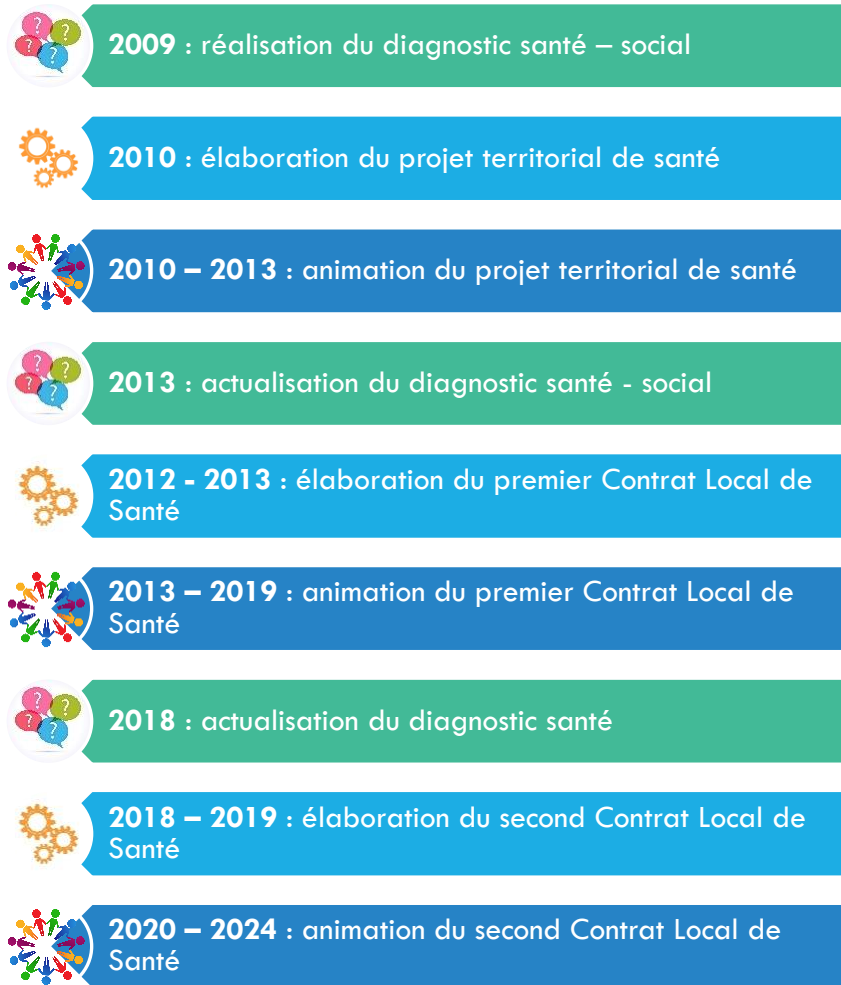 2009 : réalisation du diagnostic santé – social
2010 : élaboration du projet territorial de santé
2010 – 2013 : animation du projet territorial de santé
2013 : actualisation du diagnostic santé - social
2012 - 2013 : élaboration du premier Contrat Local de
Santé
2013 – 2019 : animation du premier Contrat Local de
Santé
2018 : actualisation du diagnostic santé
2018 – 2019 : élaboration du second Contrat Local de
Santé
2020 – 2024 : animation du second Contrat Local de
Santé